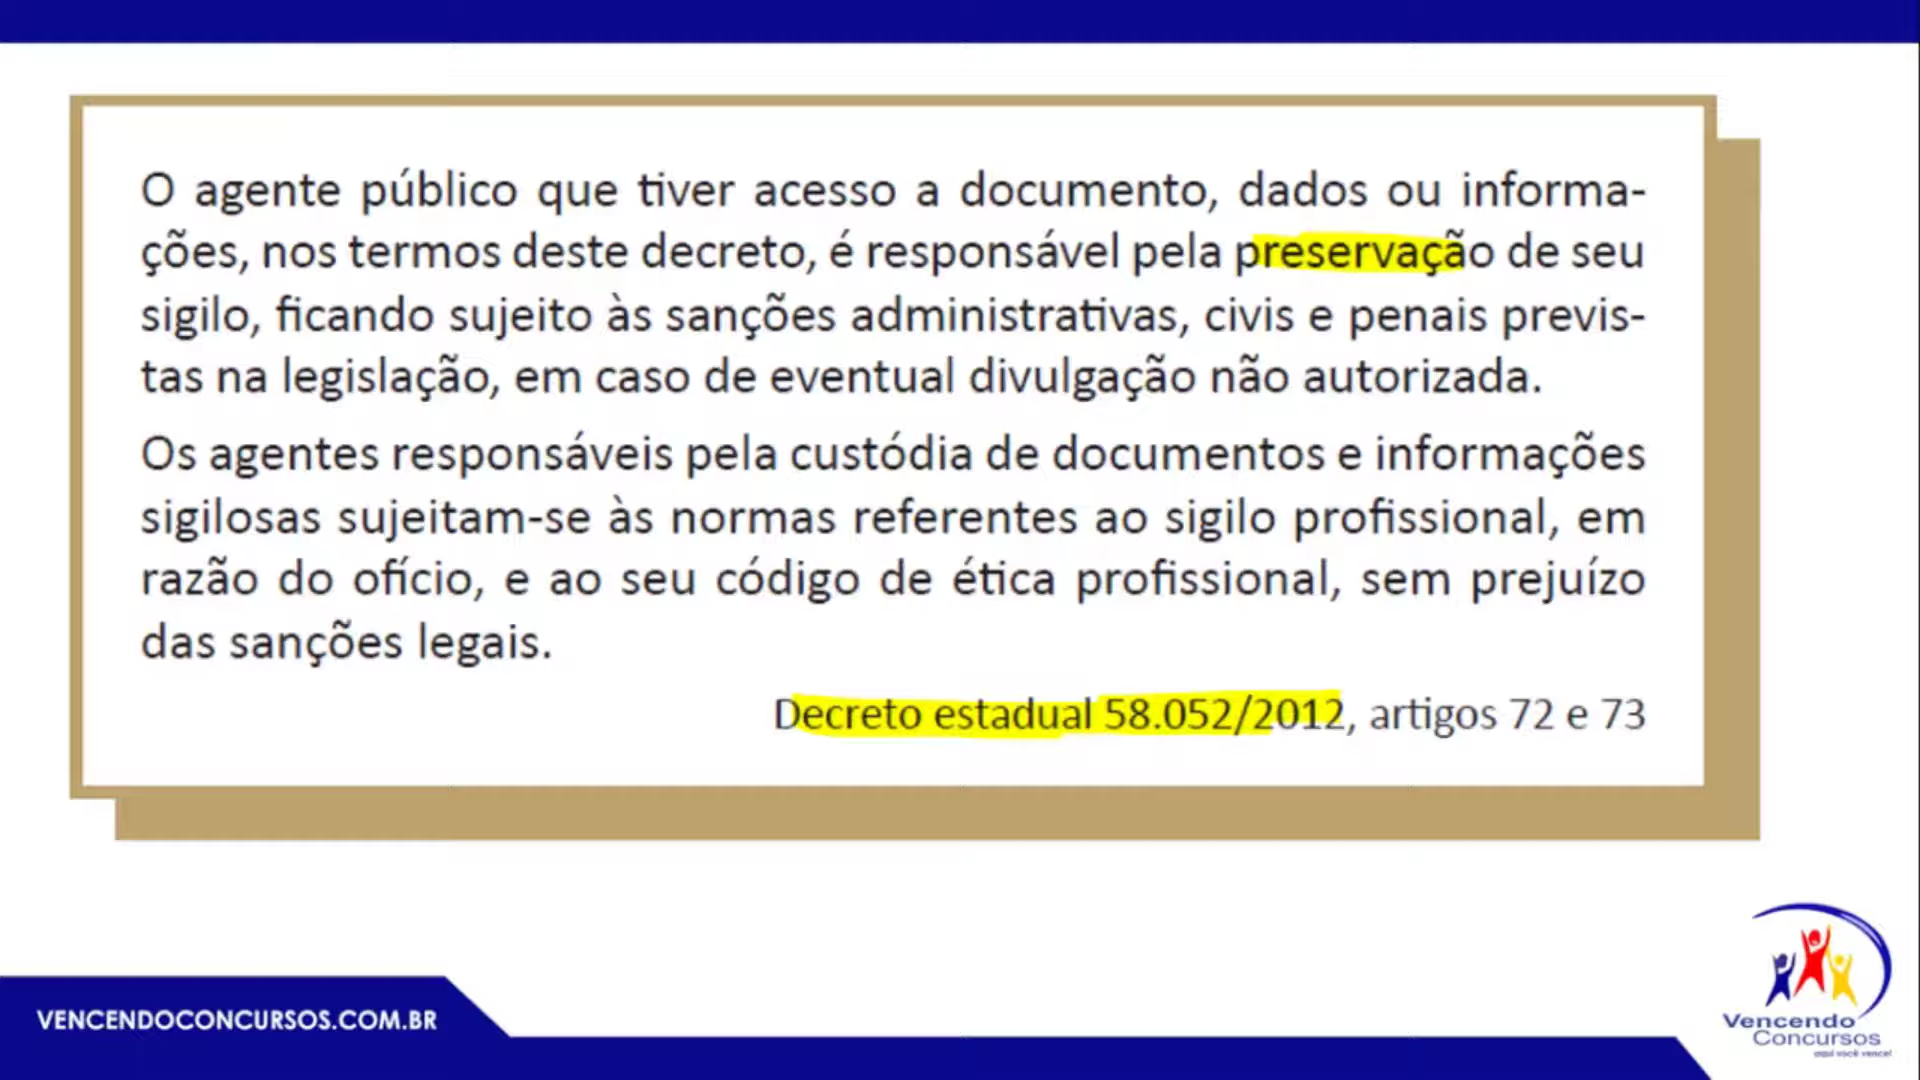 O agente público que tiver acesso a documento, dados ou informa-
ções, nos termos deste decreto, é responsável pela preservação de seu
sigilo, ficando sujeito às sanções administrativas, civis e penais previs-
tas na legislação, em caso de eventual divulgação não autorizada.
Os agentes responsáveis pela custódia de documentos e informações
sigilosas sujeitam-se às normas referentes ao sigilo profissional, em
razão do ofício, e ao seu código de ética profissional, sem prejuízo
das sanções legais.
Decreto estadual 58.052/2012, artigos 72 e 73
VENCENDOCONCURSOS.COM.BR
Vencendo
Concursos
aqui você vence!